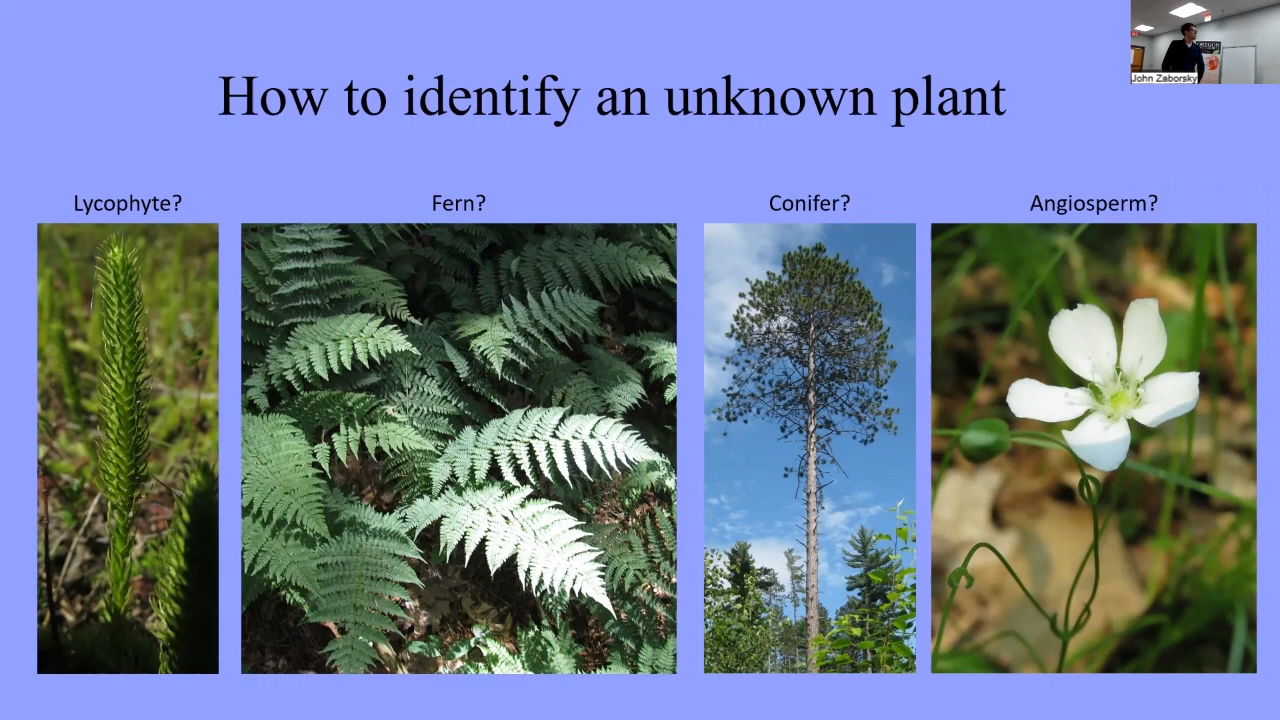 How to identify an unknown plant
John Zaborsky
Lycophyte?
Fern?
Conifer?
Angiosperm?